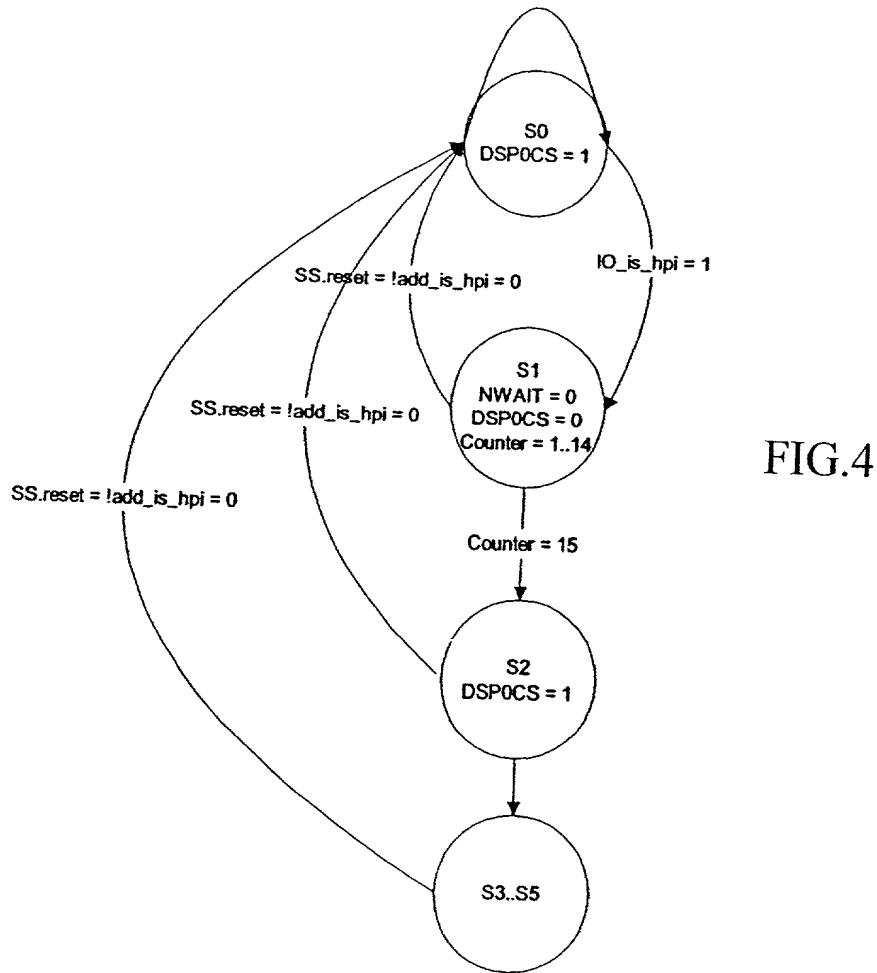 S0
DSP0CS = 1
IO_is_hpi = 1
SS.reset = !add_is_hpi = 0
S1
NWAIT = 0
DSP0CS = 0
Counter = 1..14
SS.reset = !add_is_hpi = 0
FIG.4
SS.reset = !add_is_hpi = 0
Counter = 15
S2
DSP0CS = 1
S3..S5